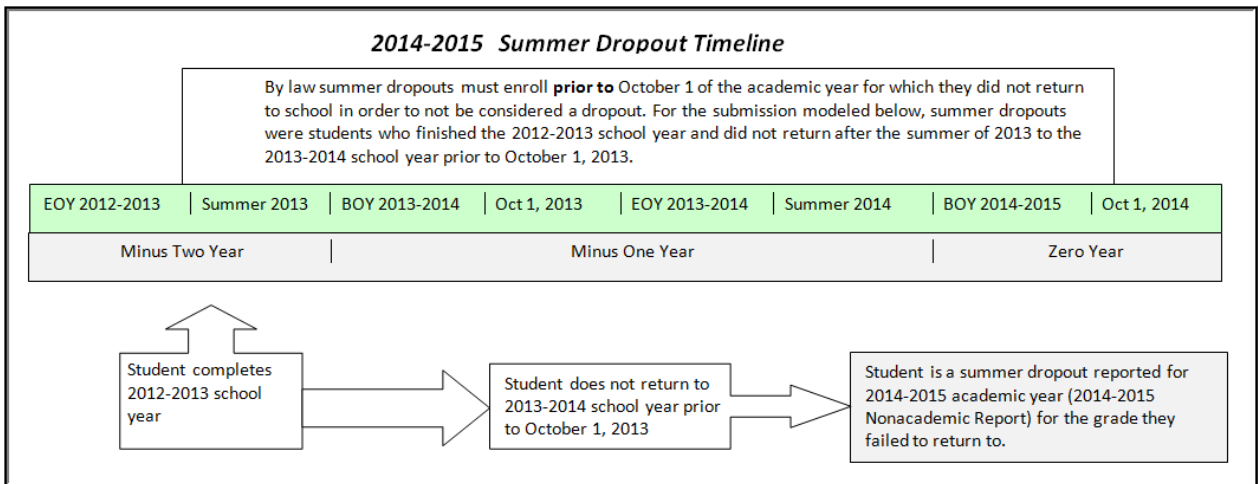 2014-2015 Summer Dropout Timeline
By law summer dropouts must enroll prior to October 1 of the academic year for which they did not return
to school in order to not be considered a dropout. For the submission modeled below, summer dropouts
were students who finished the 2012-2013 school year and did not return after the summer of 2013 to the
2013-2014 school year prior to October 1, 2013.
EOY 2012-2013 Summer 2013 BOY 2013-2014 Oct 1, 2013 EOY 2013-2014 Summer 2014 BOY 2014-2015 Oct 1, 2014
Minus Two Year Minus One Year Zero Year
Student completes
2012-2013 school
year
Student does not return to
2013-2014 school year prior
to October 1, 2013
Student is a summer dropout reported for
2014-2015 academic year (2014-2015
Nonacademic Report) for the grade they
failed to return to.